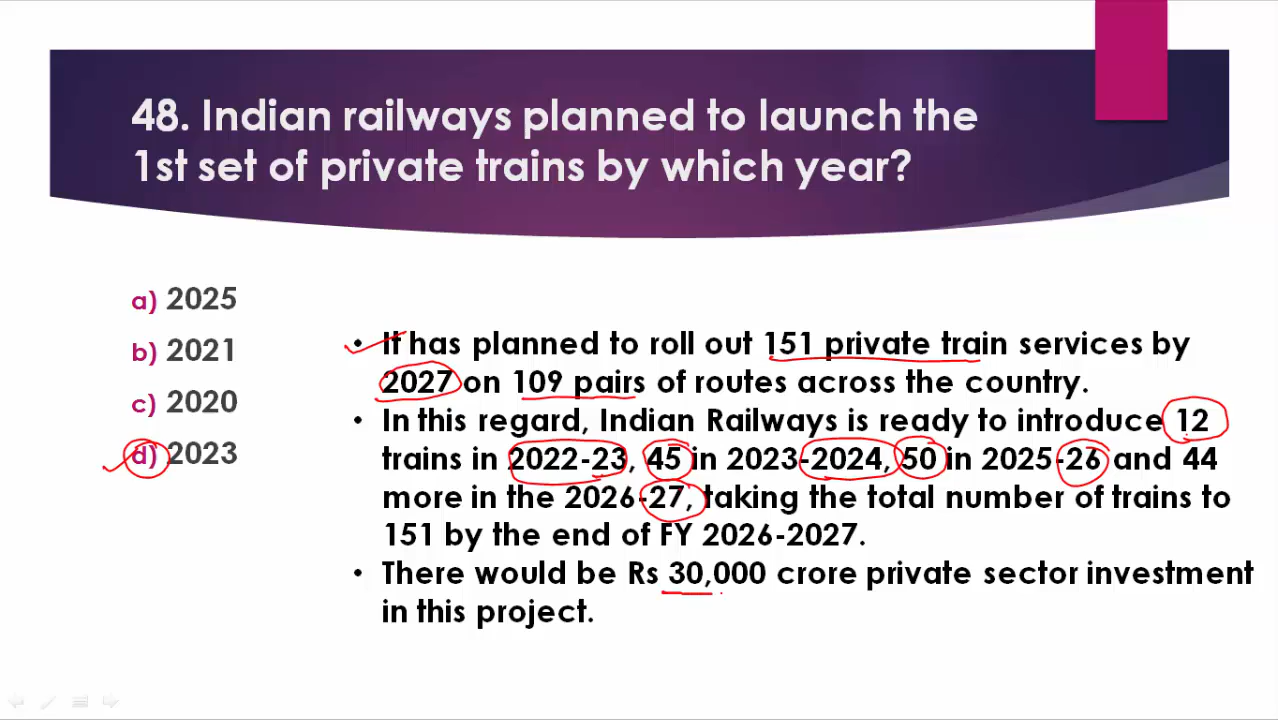 48. Indian railways planned to launch the
1st set of private trains by which year?
a) 2025
b) 2021
c) 2020
d) 2023
• It has planned to roll out 151 private train services by
2027 on 109 pairs of routes across the country.
• In this regard, Indian Railways is ready to introduce 12
trains in 2022-23, 45 in 2023-2024, 50 in 2025-26 and 44
more in the 2026-27, taking the total number of trains to
151 by the end of FY 2026-2027.
• There would be Rs 30,000 crore private sector investment
in this project.